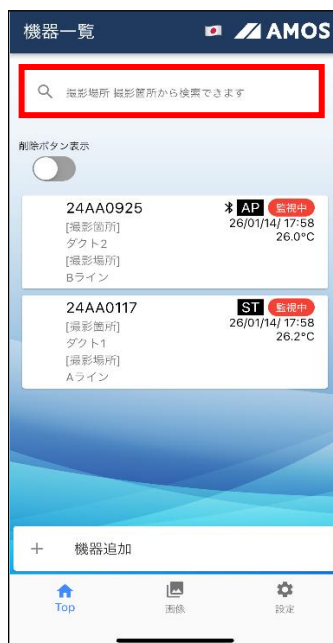 機器一覧
AMOS
撮影場所 撮影箇所から検索できます
削除ボタン表示
24AA0925
AP 監視中
[撮影箇所]
26/01/14/ 17:58
ダクト2
26.0°C
[撮影場所]
Bライン
24AA0117
ST 監視中
[撮影箇所]
26/01/14/ 17:58
ダクト1
26.2°C
[撮影場所]
Aライン
+ 機器追加
Top 画像 設定